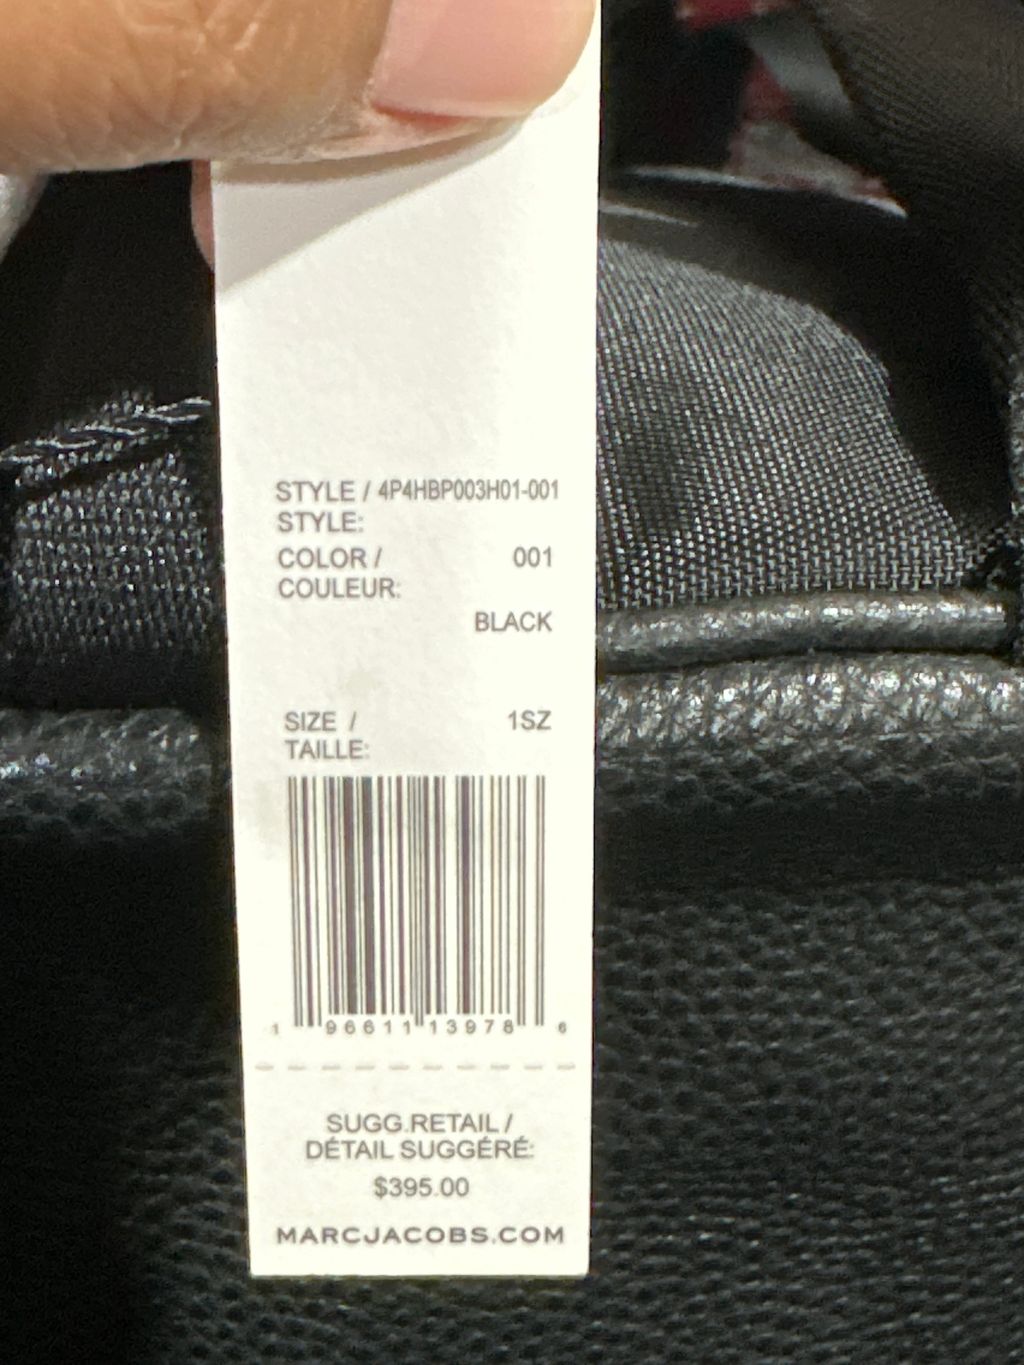 STYLE / 4P4HBP003H01-001
STYLE:
COLOR / 001
COULEUR:
BLACK
SIZE / 1SZ
TAILLE:
1 96611 13978 6
SUGG.RETAIL /
DÉTAIL SUGGÉRÉ:
$395.00
MARCJACOBS.COM